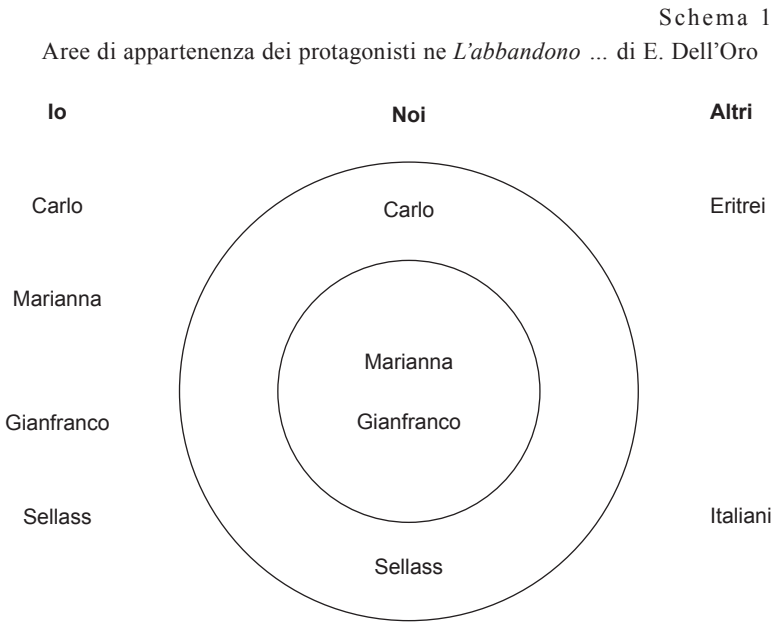 Schema 1
Aree di appartenenza dei protagonisti ne L'abbandono ... di E. Dell'Oro
Io
Noi
Altri
Carlo
Carlo
Eritrei
Marianna
Marianna
Gianfranco
Gianfranco
Sellass
Italiani
Sellass